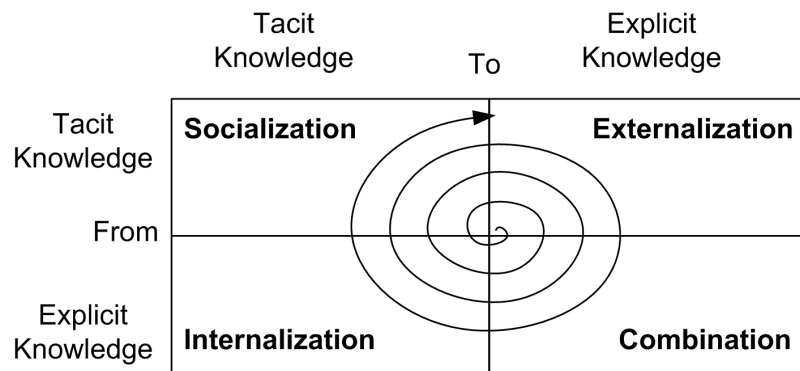 Tacit
Knowledge
To
Explicit
Knowledge
Tacit
Knowledge
Socialization
Externalization
From
Explicit
Knowledge
Internalization
Combination